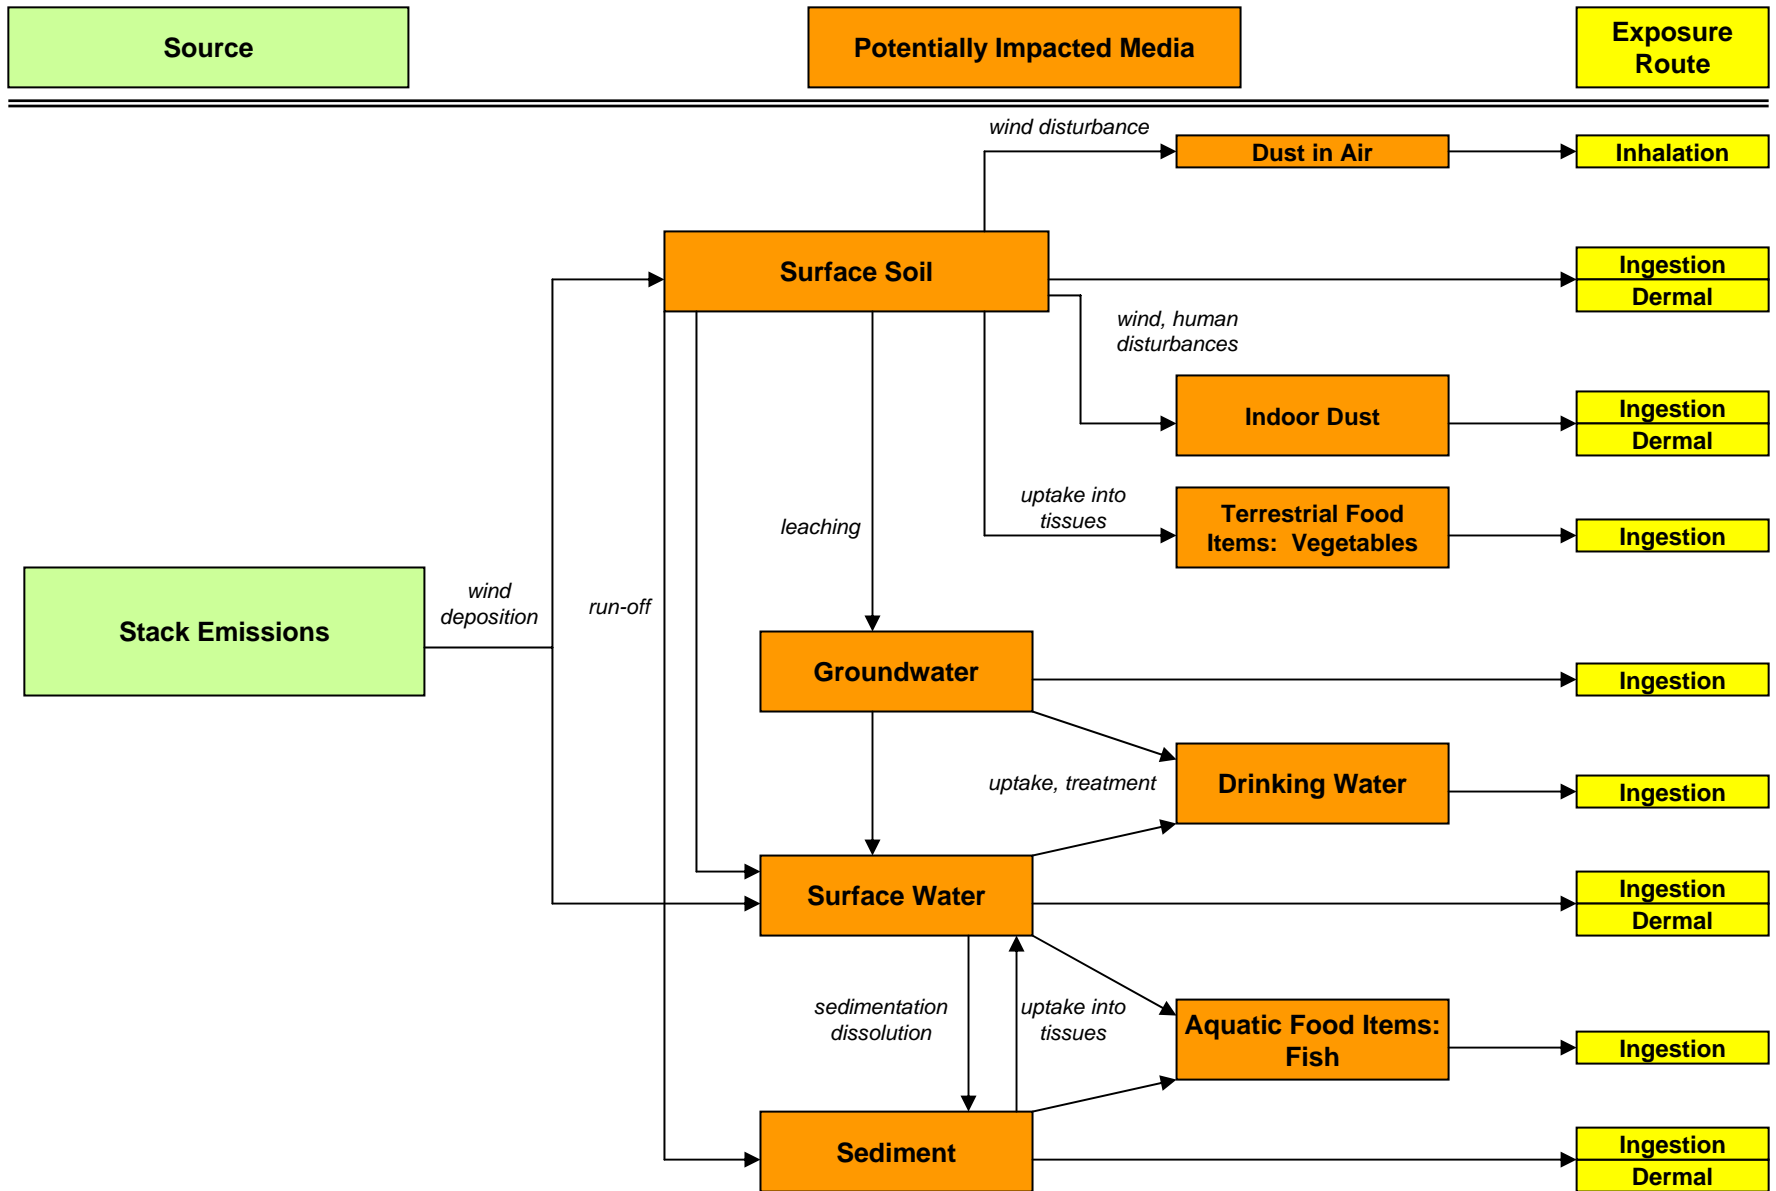 Source
Potentially Impacted Media
Exposure
Route
wind disturbance
Dust in Air
Inhalation
Surface Soil
Ingestion
Dermal
wind, human
disturbances
Indoor Dust
Ingestion
Dermal
leaching
uptake into
tissues
Terrestrial Food
Items: Vegetables
Ingestion
Stack Emissions
wind
deposition
run-off
Groundwater
Ingestion
uptake, treatment
Drinking Water
Ingestion
Surface Water
Ingestion
Dermal
sedimentation
dissolution
uptake into
tissues
Aquatic Food Items:
Fish
Ingestion
Sediment
Ingestion
Dermal